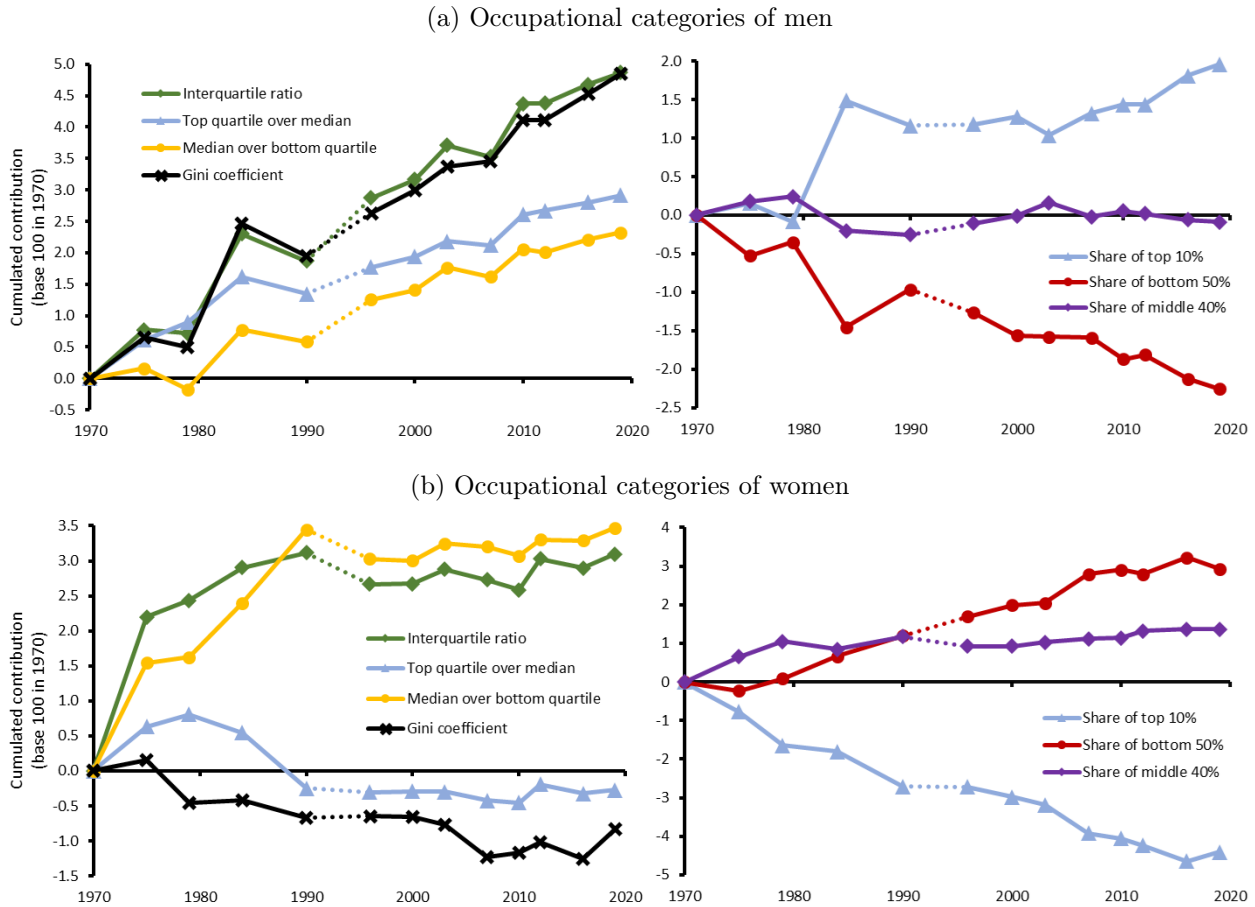 (a) Occupational categories of men
Cumulated contribution
(base 100 in 1970)
5.0
4.5
4.0
3.5
3.0
2.5
2.0
1.5
1.0
0.5
0.0
-0.5
Interquartile ratio
Top quartile over median
Median over bottom quartile
Gini coefficient
1970 1980 1990 2000 2010 2020
2.0
1.5
1.0
0.5
0.0
-0.5
-1.0
-1.5
-2.0
-2.5
Share of top 10%
Share of bottom 50%
Share of middle 40%
1970 1980 1990 2000 2010 2020
(b) Occupational categories of women
Cumulated contribution
(base 100 in 1970)
3.5
3.0
2.5
2.0
1.5
1.0
0.5
0.0
-0.5
-1.0
-1.5
Interquartile ratio
Top quartile over median
Median over bottom quartile
Gini coefficient
1970 1980 1990 2000 2010 2020
4
3
2
1
0
-1
-2
-3
-4
-5
Share of top 10%
Share of bottom 50%
Share of middle 40%
1970 1980 1990 2000 2010 2020